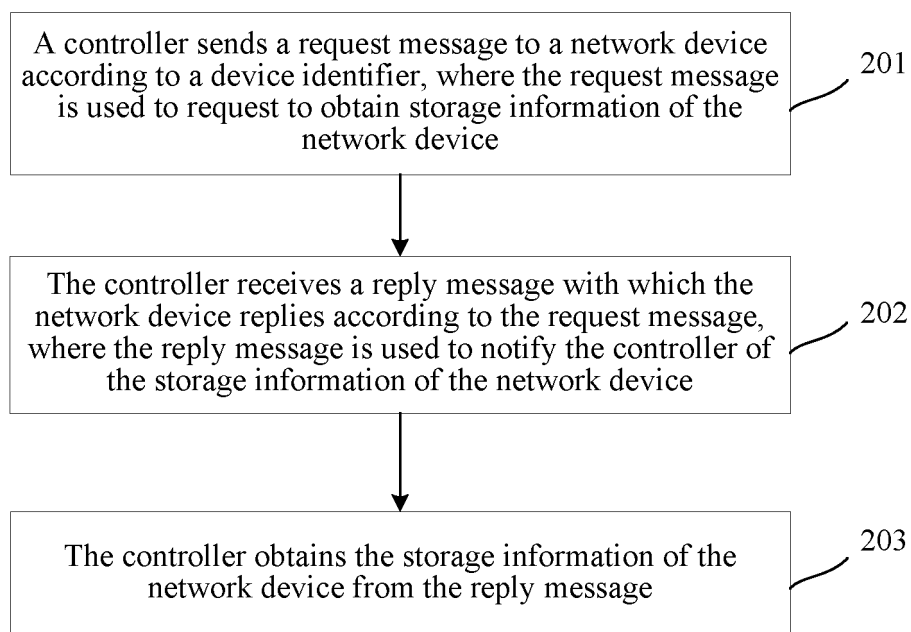 A controller sends a request message to a network device
according to a device identifier, where the request message
is used to request to obtain storage information of the
network device
201
The controller receives a reply message with which the
network device replies according to the request message,
where the reply message is used to notify the controller of
the storage information of the network device
202
The controller obtains the storage information of the
network device from the reply message
203